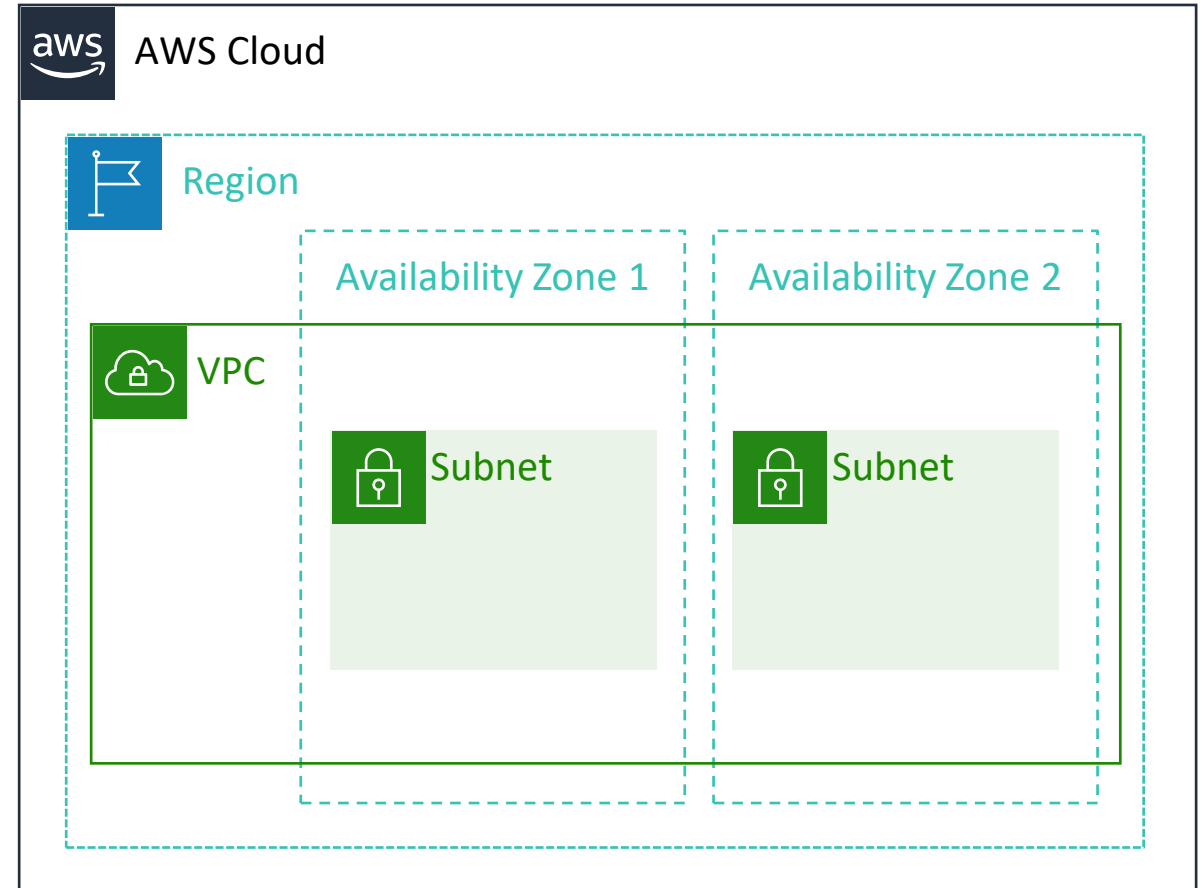 aws
AWS Cloud
Region
Availability Zone 1
Availability Zone 2
VPC
Subnet
Subnet